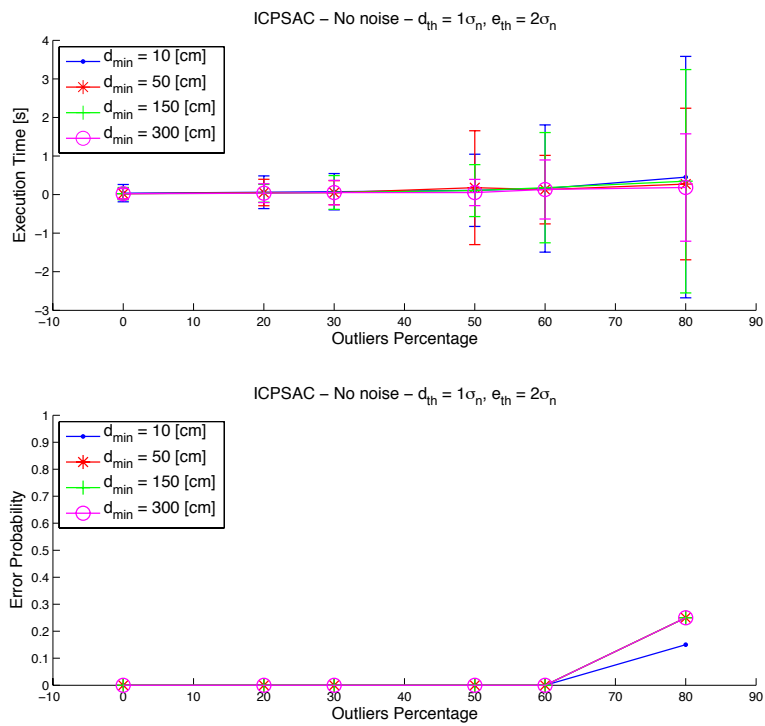 ICPSAC – No noise – d_th = 1σ_n, e_th = 2σ_n
d_min = 10 [cm]
d_min = 50 [cm]
d_min = 150 [cm]
d_min = 300 [cm]
Execution Time [s]
4
3
2
1
0
−1
−2
−3
−10 0 10 20 30 40 50 60 70 80 90
Outliers Percentage
ICPSAC – No noise – d_th = 1σ_n, e_th = 2σ_n
d_min = 10 [cm]
d_min = 50 [cm]
d_min = 150 [cm]
d_min = 300 [cm]
Error Probability
1
0.9
0.8
0.7
0.6
0.5
0.4
0.3
0.2
0.1
0
−10 0 10 20 30 40 50 60 70 80 90
Outliers Percentage